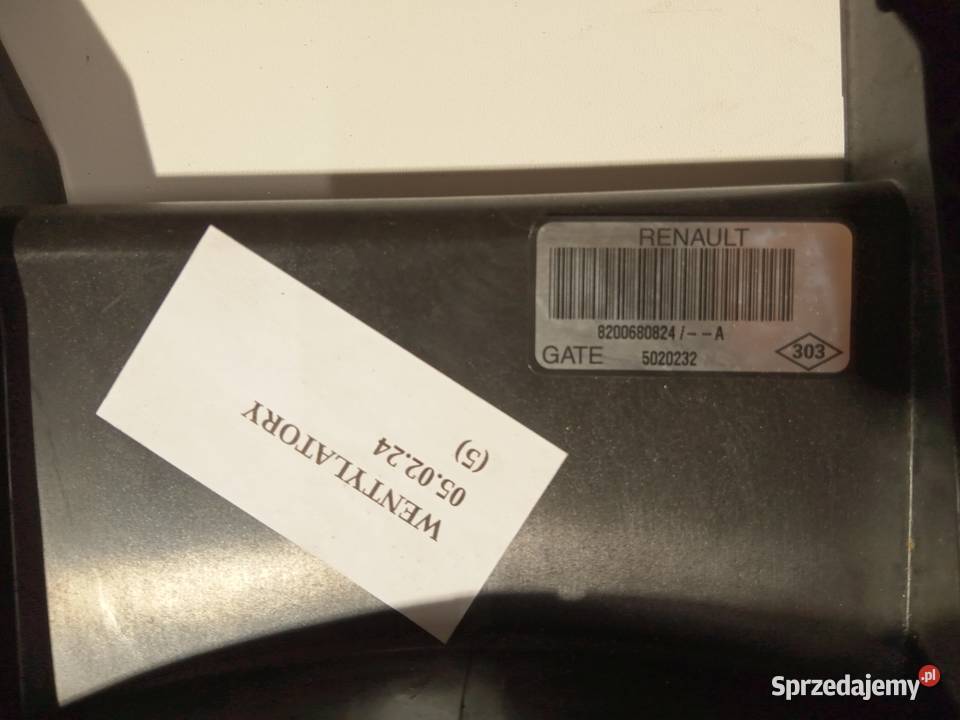 RENAULT
8200680824 / - - A
GATE 5020232 303
WENTYLATORY
05.02.24
(5)
Sprzedajemy.pl